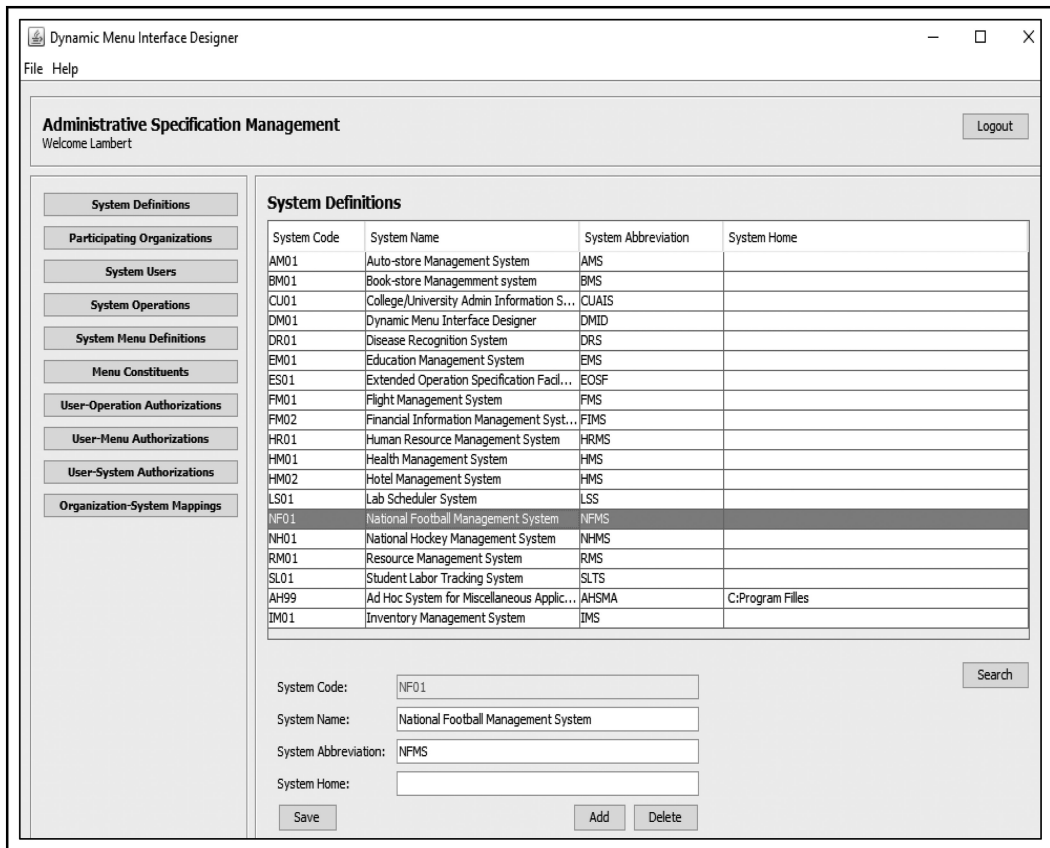 Dynamic Menu Interface Designer
File Help
Administrative Specification Management
Welcome Lambert
Logout
System Definitions
Participating Organizations
System Users
System Operations
System Menu Definitions
Menu Constituents
User-Operation Authorizations
User-Menu Authorizations
User-System Authorizations
Organization-System Mappings
System Definitions
System Code System Name System Abbreviation System Home
AM01 Auto-store Management System AMS
BM01 Book-store Managemment system BMS
CU01 College/University Admin Information S... CUAIS
DM01 Dynamic Menu Interface Designer DMID
DR01 Disease Recognition System DRS
EM01 Education Management System EMS
ES01 Extended Operation Specification Facil... EOSF
FM01 Flight Management System FMS
FM02 Financial Information Management Syst... FIMS
HR01 Human Resource Management System HRMS
HM01 Health Management System HMS
HM02 Hotel Management System HMS
LS01 Lab Scheduler System LSS
NF01 National Football Management System NFMS
NH01 National Hockey Management System NHMS
RM01 Resource Management System RMS
SL01 Student Labor Tracking System SLTS
AH99 Ad Hoc System for Miscellaneous Applic... AHSMA C:Program Filles
IM01 Inventory Management System IMS
Search
System Code: NF01
System Name: National Football Management System
System Abbreviation: NFMS
System Home:
Save Add Delete